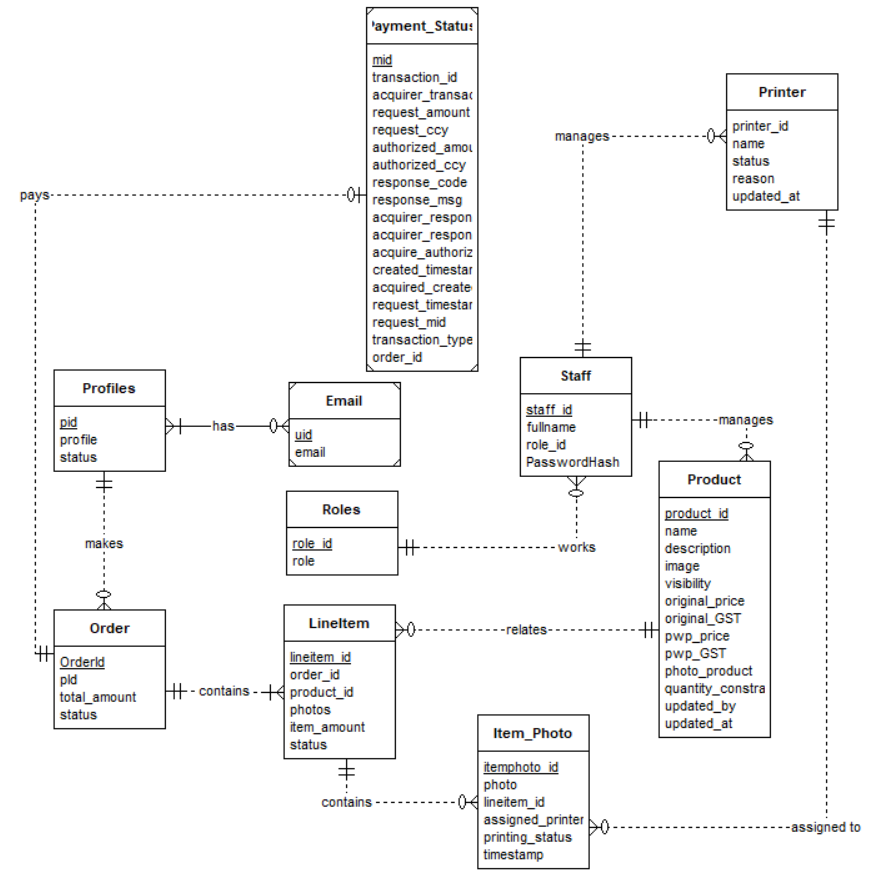 Payment_Status
mid
transaction_id
acquirer_transac
request_amount
request_ccy
authorized_amou
authorized_ccy
response_code
response_msg
acquirer_respon
acquirer_respon
acquire_authoriz
created_timestar
acquired_create
request_timestar
request_mid
transaction_type
order_id
Printer
printer_id
name
status
reason
updated_at
manages
pays
Profiles
pid
profile
status
has
Email
uid
email
Staff
staff_id
fullname
role_id
PasswordHash
manages
Roles
role_id
role
works
Product
product_id
name
description
image
visibility
original_price
original_GST
pwp_price
pwp_GST
photo_product
quantity_constra
updated_by
updated_at
makes
Order
OrderId
pId
total_amount
status
contains
LineItem
lineitem_id
order_id
product_id
photos
item_amount
status
relates
contains
Item_Photo
itemphoto_id
photo
lineitem_id
assigned_printer
printing_status
timestamp
assigned to